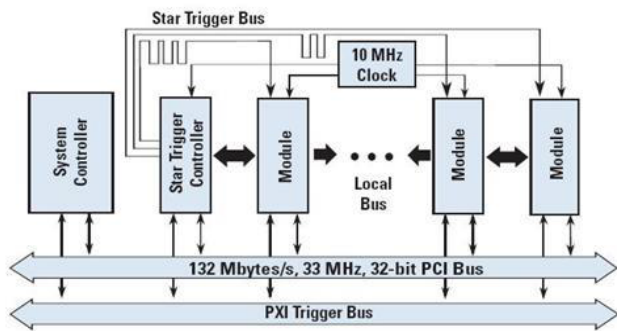 Star Trigger Bus
10 MHz
Clock
System
Controller
Star Trigger
Controller
Module
Local
Bus
Module
Module
132 Mbytes/s, 33 MHz, 32-bit PCI Bus
PXI Trigger Bus